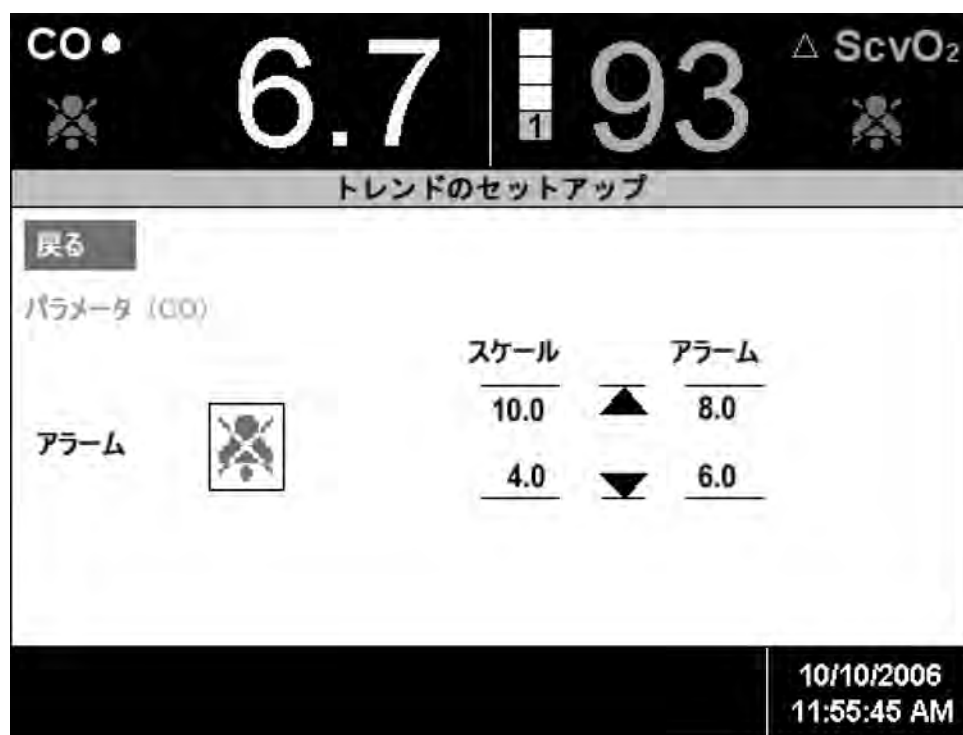 CO
6.7
1
93
△ ScvO₂
トレンドのセットアップ
戻る
パラメータ (CO)
スケール アラーム
10.0 8.0
アラーム
4.0 6.0
10/10/2006
11:55:45 AM